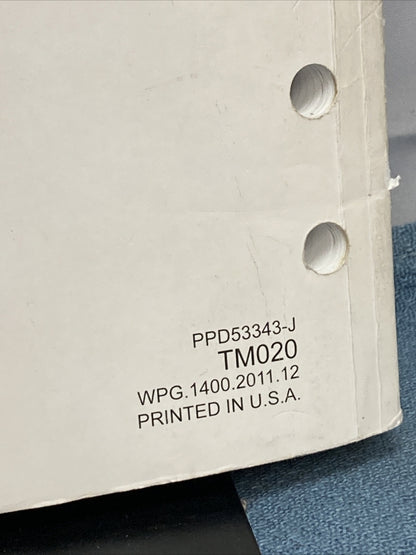 PPD53343-J
TM020
WPG.1400.2011.12
PRINTED IN U.S.A.